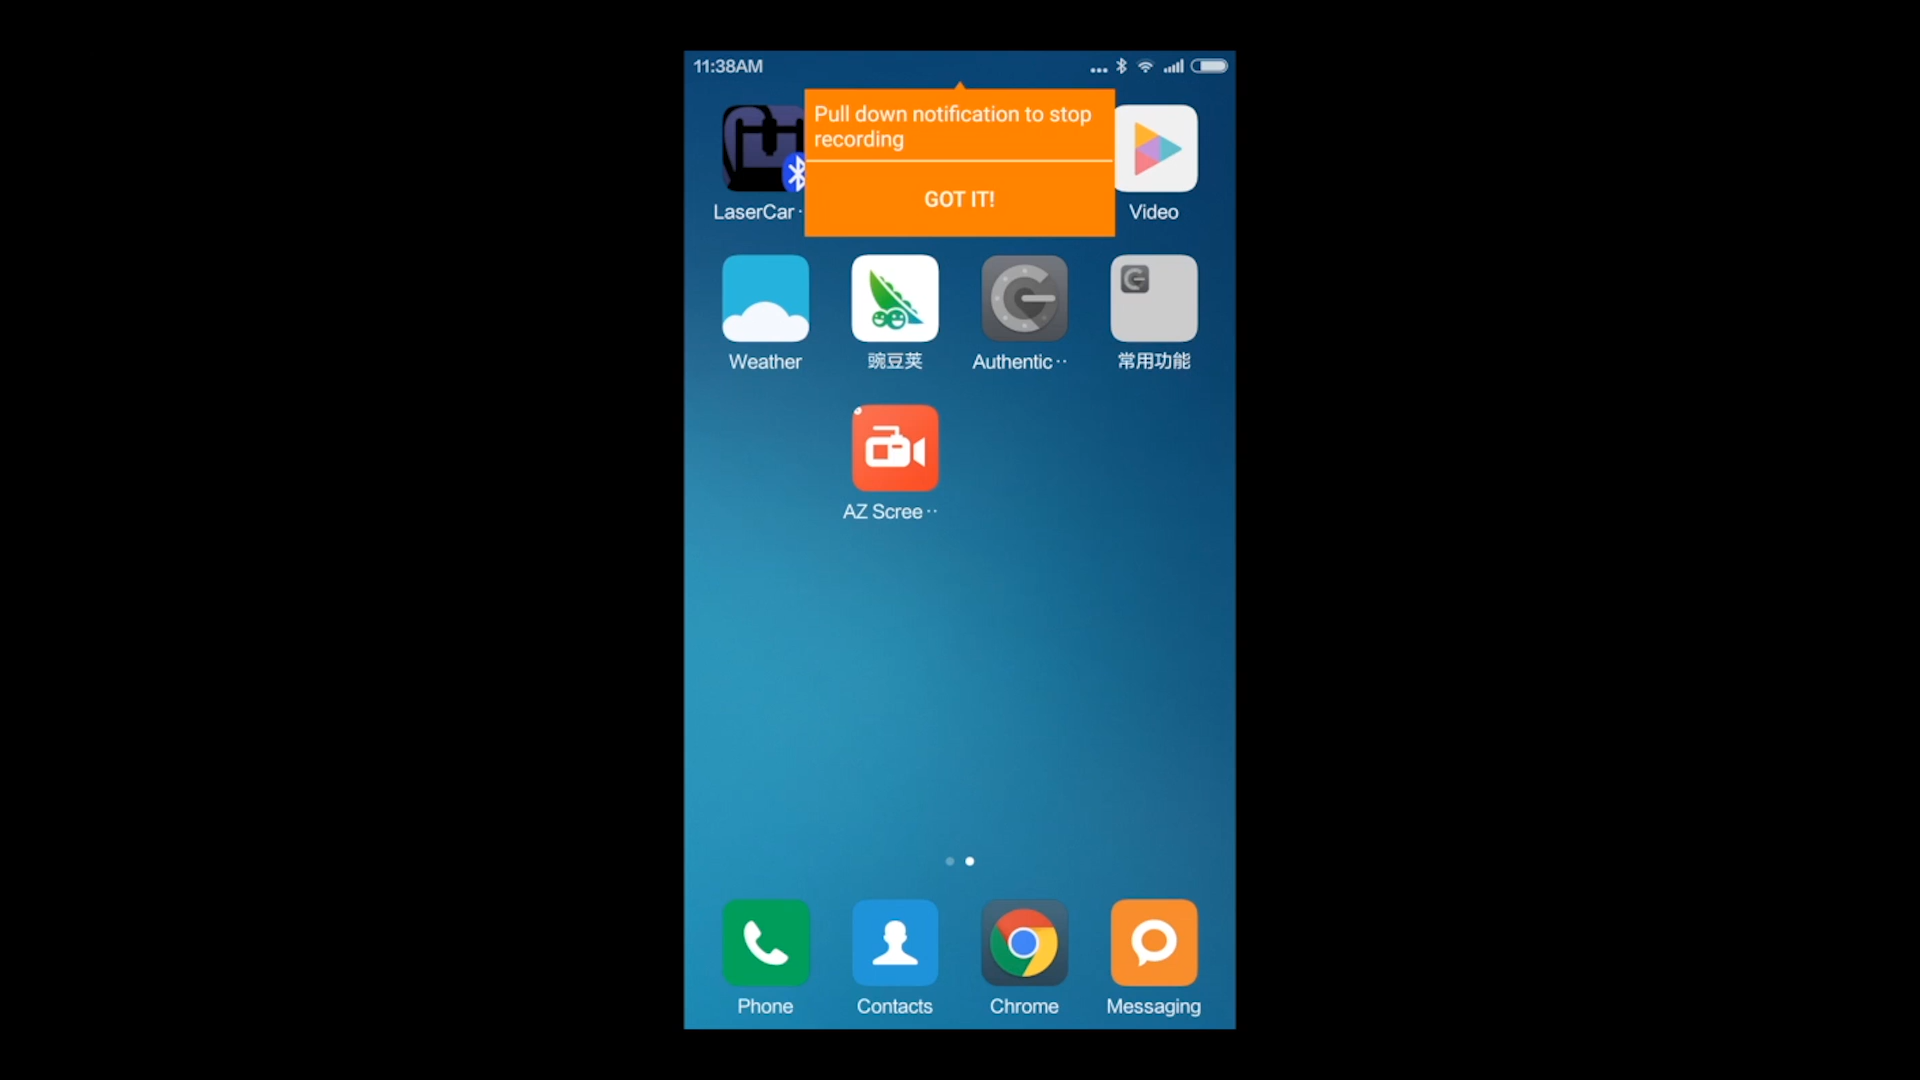 11:38AM
Pull down notification to stop
recording
GOT IT!
LaserCar ··
Video
Weather
豌豆荚
Authentic ··
常用功能
AZ Scree ··
Phone
Contacts
Chrome
Messaging